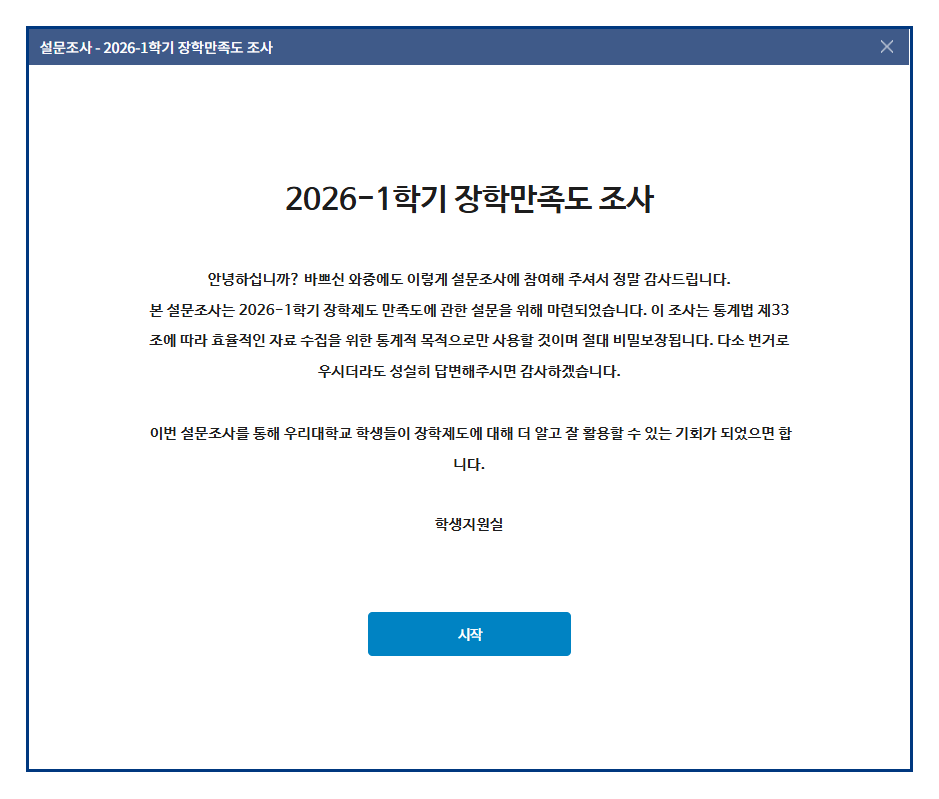 설문조사 - 2026-1학기 장학만족도 조사
2026-1학기 장학만족도 조사
안녕하십니까? 바쁘신 와중에도 이렇게 설문조사에 참여해 주셔서 정말 감사드립니다.
본 설문조사는 2026-1학기 장학제도 만족도에 관한 설문을 위해 마련되었습니다. 이 조사는 통계법 제33
조에 따라 효율적인 자료 수집을 위한 통계적 목적으로만 사용할 것이며 절대 비밀보장됩니다. 다소 번거로
우시더라도 성실히 답변해주시면 감사하겠습니다.
이번 설문조사를 통해 우리대학교 학생들이 장학제도에 대해 더 알고 잘 활용할 수 있는 기회가 되었으면 합
니다.
학생지원실
시작